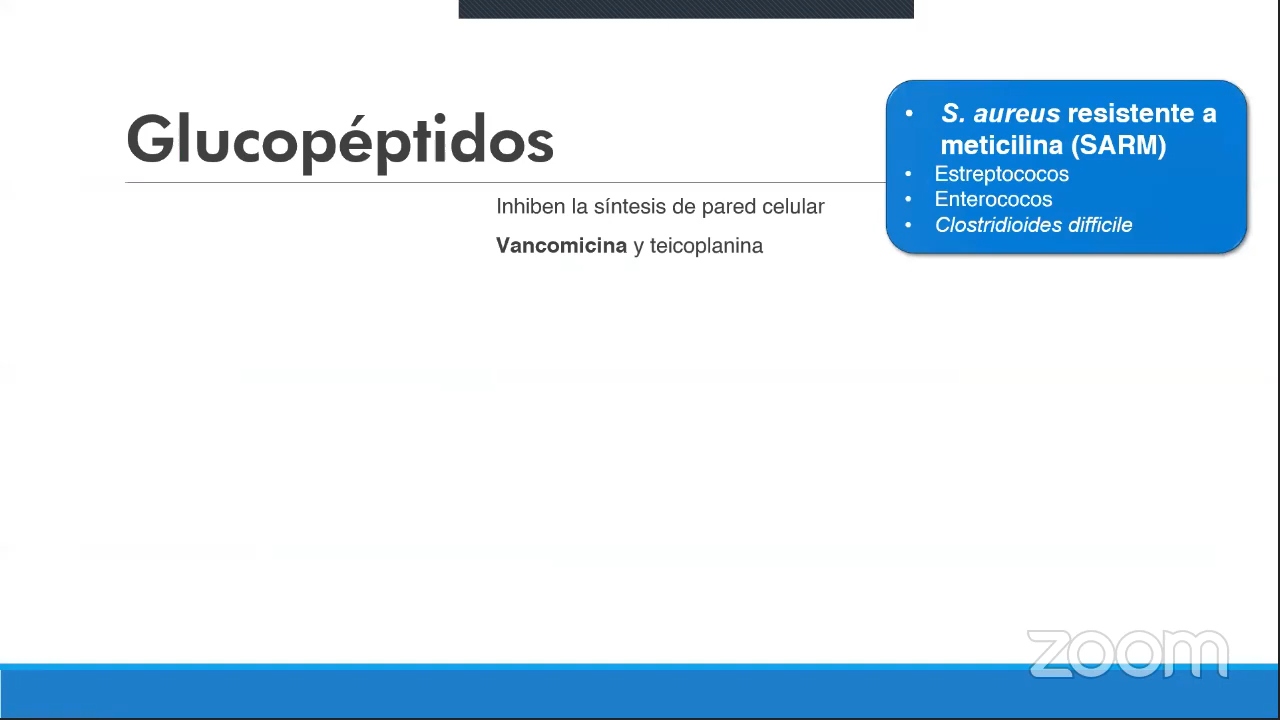 Glucopéptidos
Inhiben la síntesis de pared celular
Vancomicina y teicoplanina
• S. aureus resistente a
meticilina (SARM)
• Estreptococos
• Enterococos
• Clostridioides difficile
zoom